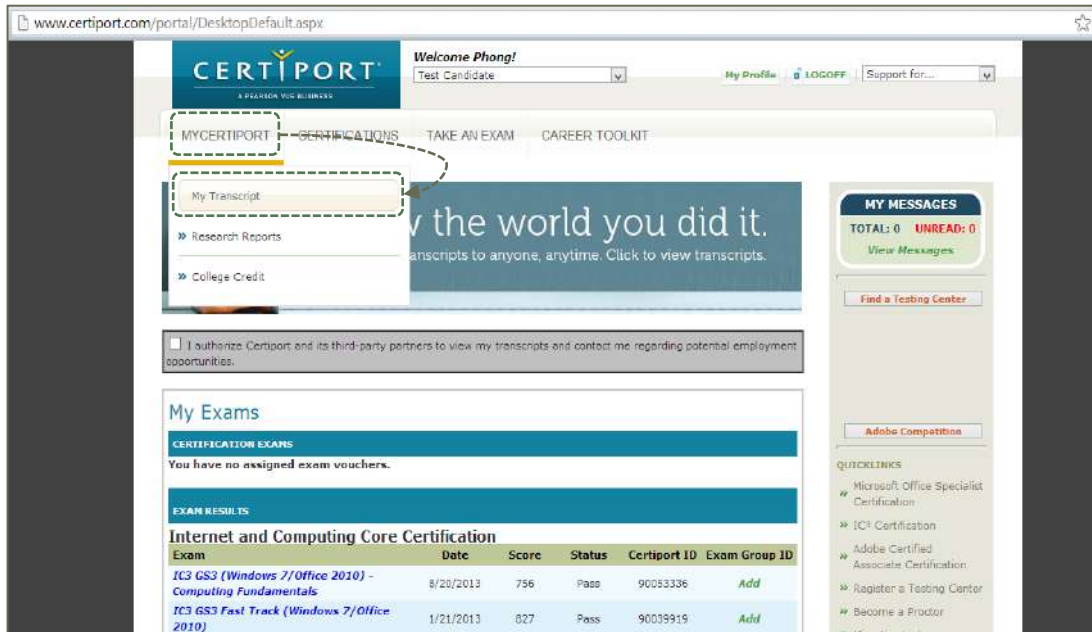 www.certiport.com/portal/DesktopDefault.aspx
CERTIPORT
A PEARSON VUE BUSINESS
Welcome Phong!
Test Candidate
My Profile
LOGOFF
Support for...
MYCERTIPORT
CERTIFICATIONS
TAKE AN EXAM
CAREER TOOLKIT
My Transcript
» Research Reports
» College Credit
the world you did it.
transcripts to anyone, anytime. Click to view transcripts.
MY MESSAGES
TOTAL: 0 UNREAD: 0
View Messages
Find a Testing Center
I authorize Certiport and its third-party partners to view my transcripts and contact me regarding potential employment
opportunities.
My Exams
CERTIFICATION EXAMS
You have no assigned exam vouchers.
EXAM RESULTS
Internet and Computing Core Certification
Exam Date Score Status Certiport ID Exam Group ID
IC3 GS3 (Windows 7/Office 2010) -
Computing Fundamentals
8/20/2013 756 Pass 90053336 Add
IC3 GS3 Fast Track (Windows 7/Office
2010)
1/21/2013 827 Pass 90039919 Add
Adobe Competition
QUICKLINKS
» Microsoft Office Specialist
Certification
» IC³ Certification
» Adobe Certified
Associate Certification
» Register a Testing Center
» Become a Proctor